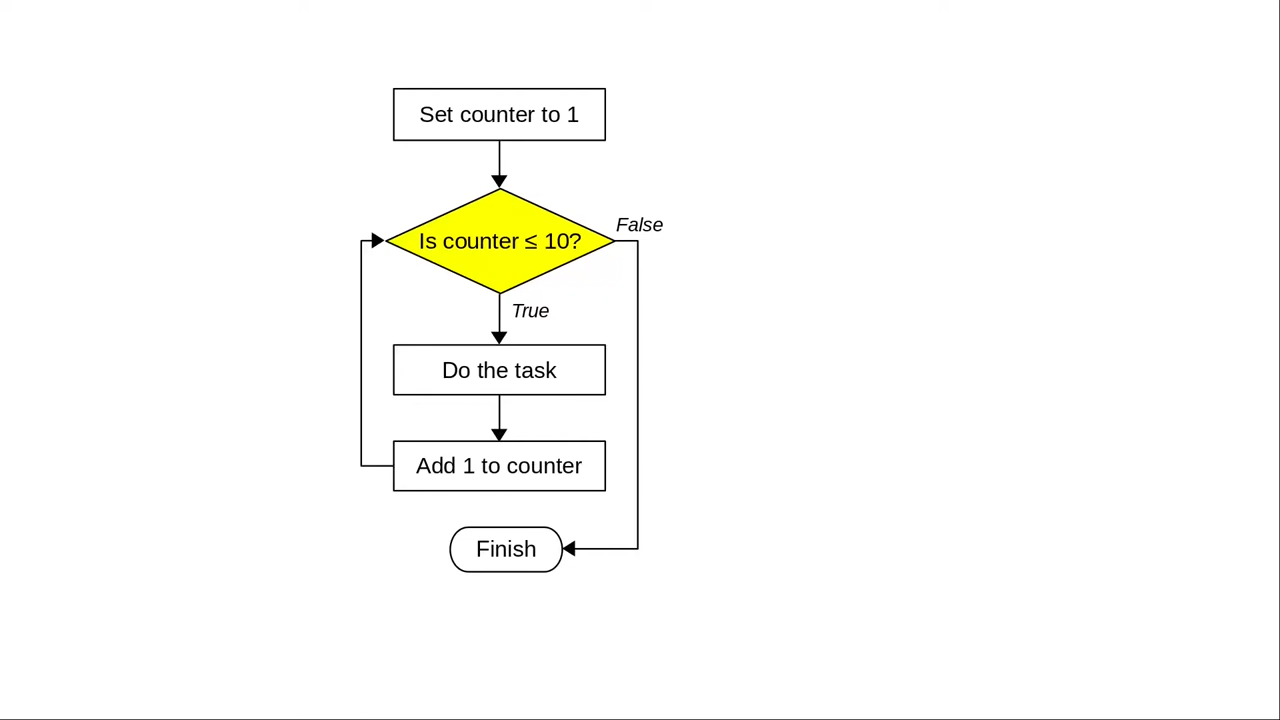 Set counter to 1
False
Is counter ≤ 10?
True
Do the task
Add 1 to counter
Finish